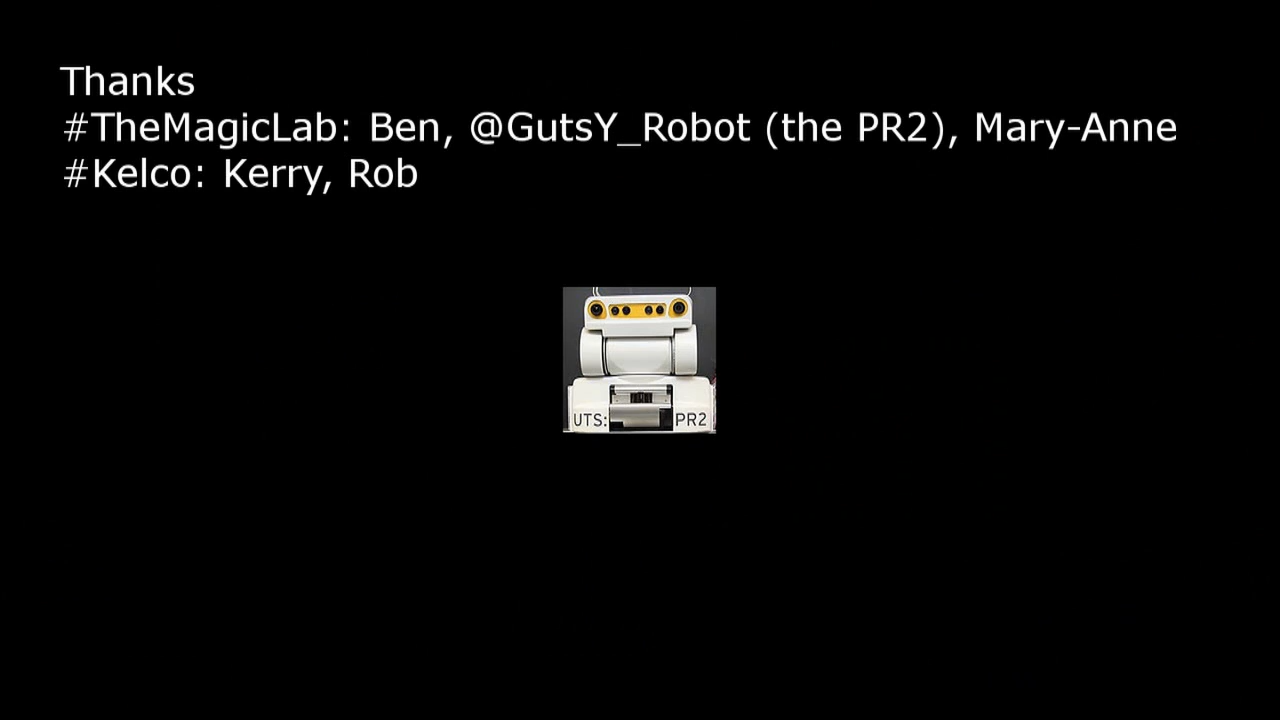 Thanks
#TheMagicLab: Ben, @GutsY_Robot (the PR2), Mary-Anne
#Kelco: Kerry, Rob
UTS: PR2